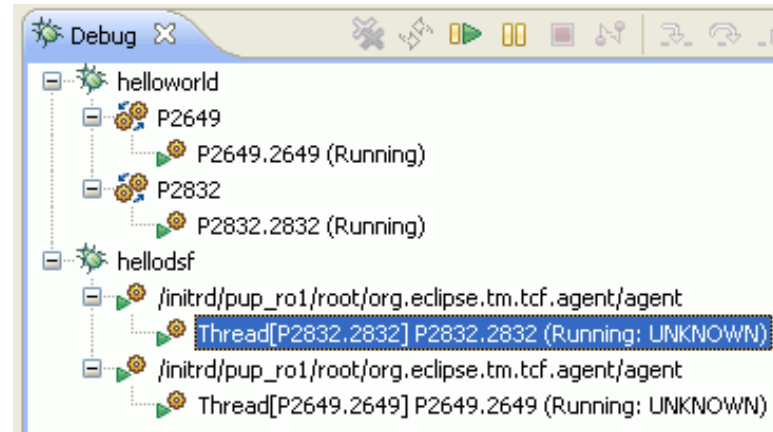 Debug
helloworld
P2649
P2649.2649 (Running)
P2832
P2832.2832 (Running)
hellodsf
/initrd/pup_ro1/root/org.eclipse.tm.tcf.agent/agent
Thread[P2832.2832] P2832.2832 (Running: UNKNOWN)
/initrd/pup_ro1/root/org.eclipse.tm.tcf.agent/agent
Thread[P2649.2649] P2649.2649 (Running: UNKNOWN)